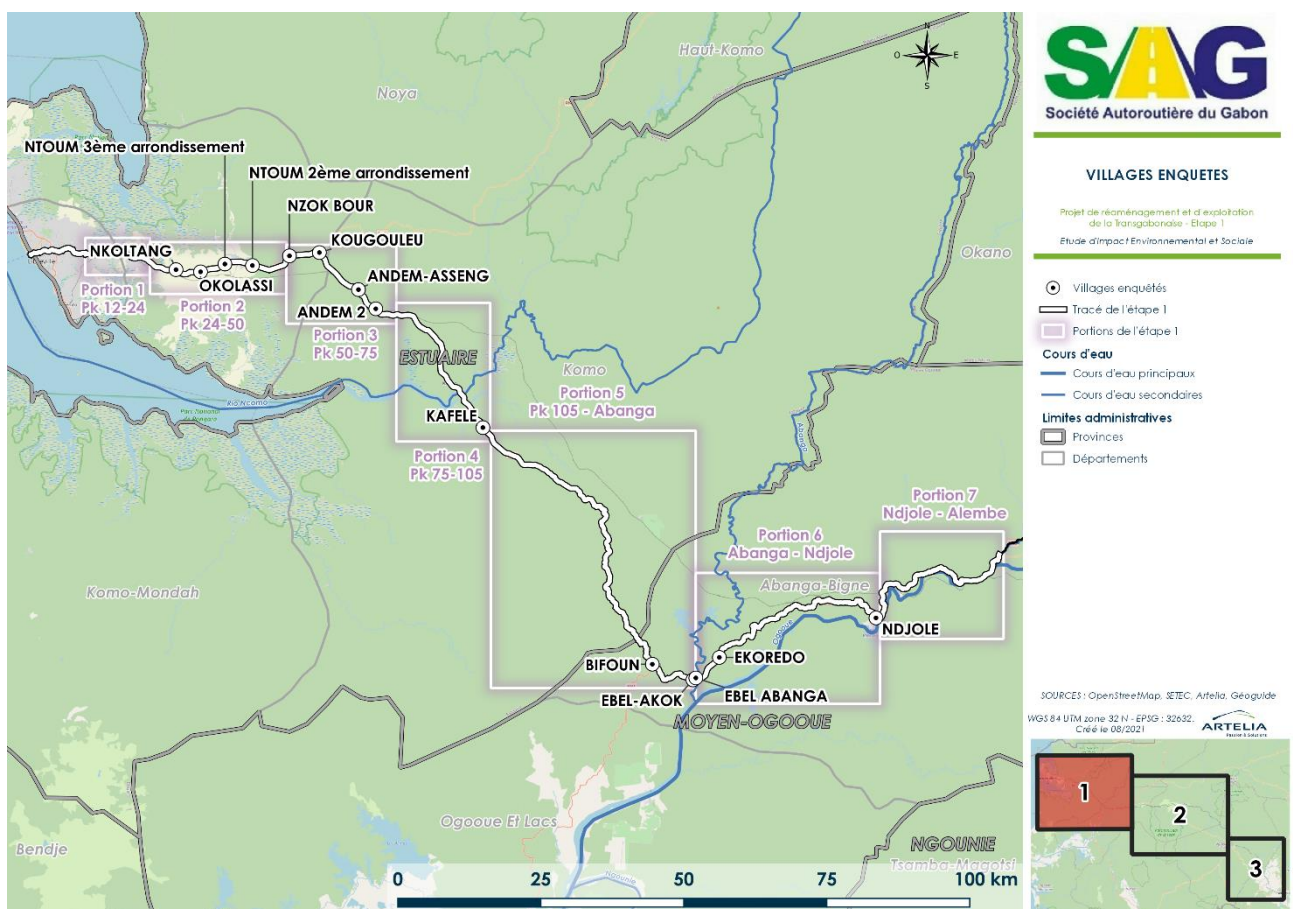 Haut-Komo
Noya
N
O
E
S
NTOUM 3ème arrondissement
NTOUM 2ème arrondissement
NZOK BOUR
KOUGOULEU
NKOLTANG
Okano
ANDEM-ASSENG
OKOLASSI
Portion 1
Pk 12-24
Portion 2
Pk 24-50
ANDEM 2
Portion 3
Pk 50-75
ESTUAIRE
Komo
Portion 5
Pk 105 - Abanga
KAFELE
Abanga
Portion 4
Pk 75-105
Portion 7
Ndjole - Alembe
Portion 6
Abanga - Ndjole
Abanga-Bigne
Komo-Mondah
Ogooue
NDJOLE
EKOREDO
BIFOUN
EBEL-AKOK
EBEL ABANGA
MOYEN-OGOOUE
Ogooue Et Lacs
Bendje
NGOUNIE
Tsamba-Magotsi
Ngounie
0
25
50
75
100 km
SAG
Société Autoroutière du Gabon
VILLAGES ENQUETES
Projet de réaménagement et d'exploitation
de la Transgabonaise - Etape 1
Etude d'Impact Environnemental et Sociale
Villages enquêtés
Tracé de l'étape 1
Portions de l'étape 1
Cours d'eau
Cours d'eau principaux
Cours d'eau secondaires
Limites administratives
Provinces
Départements
SOURCES : OpenStreetMap, SETEC, Artelia, Géoguide
WGS 84 UTM zone 32 N - EPSG : 32632.
Créé le 08/2021
ARTELIA
Passion & Solutions
1
2
3